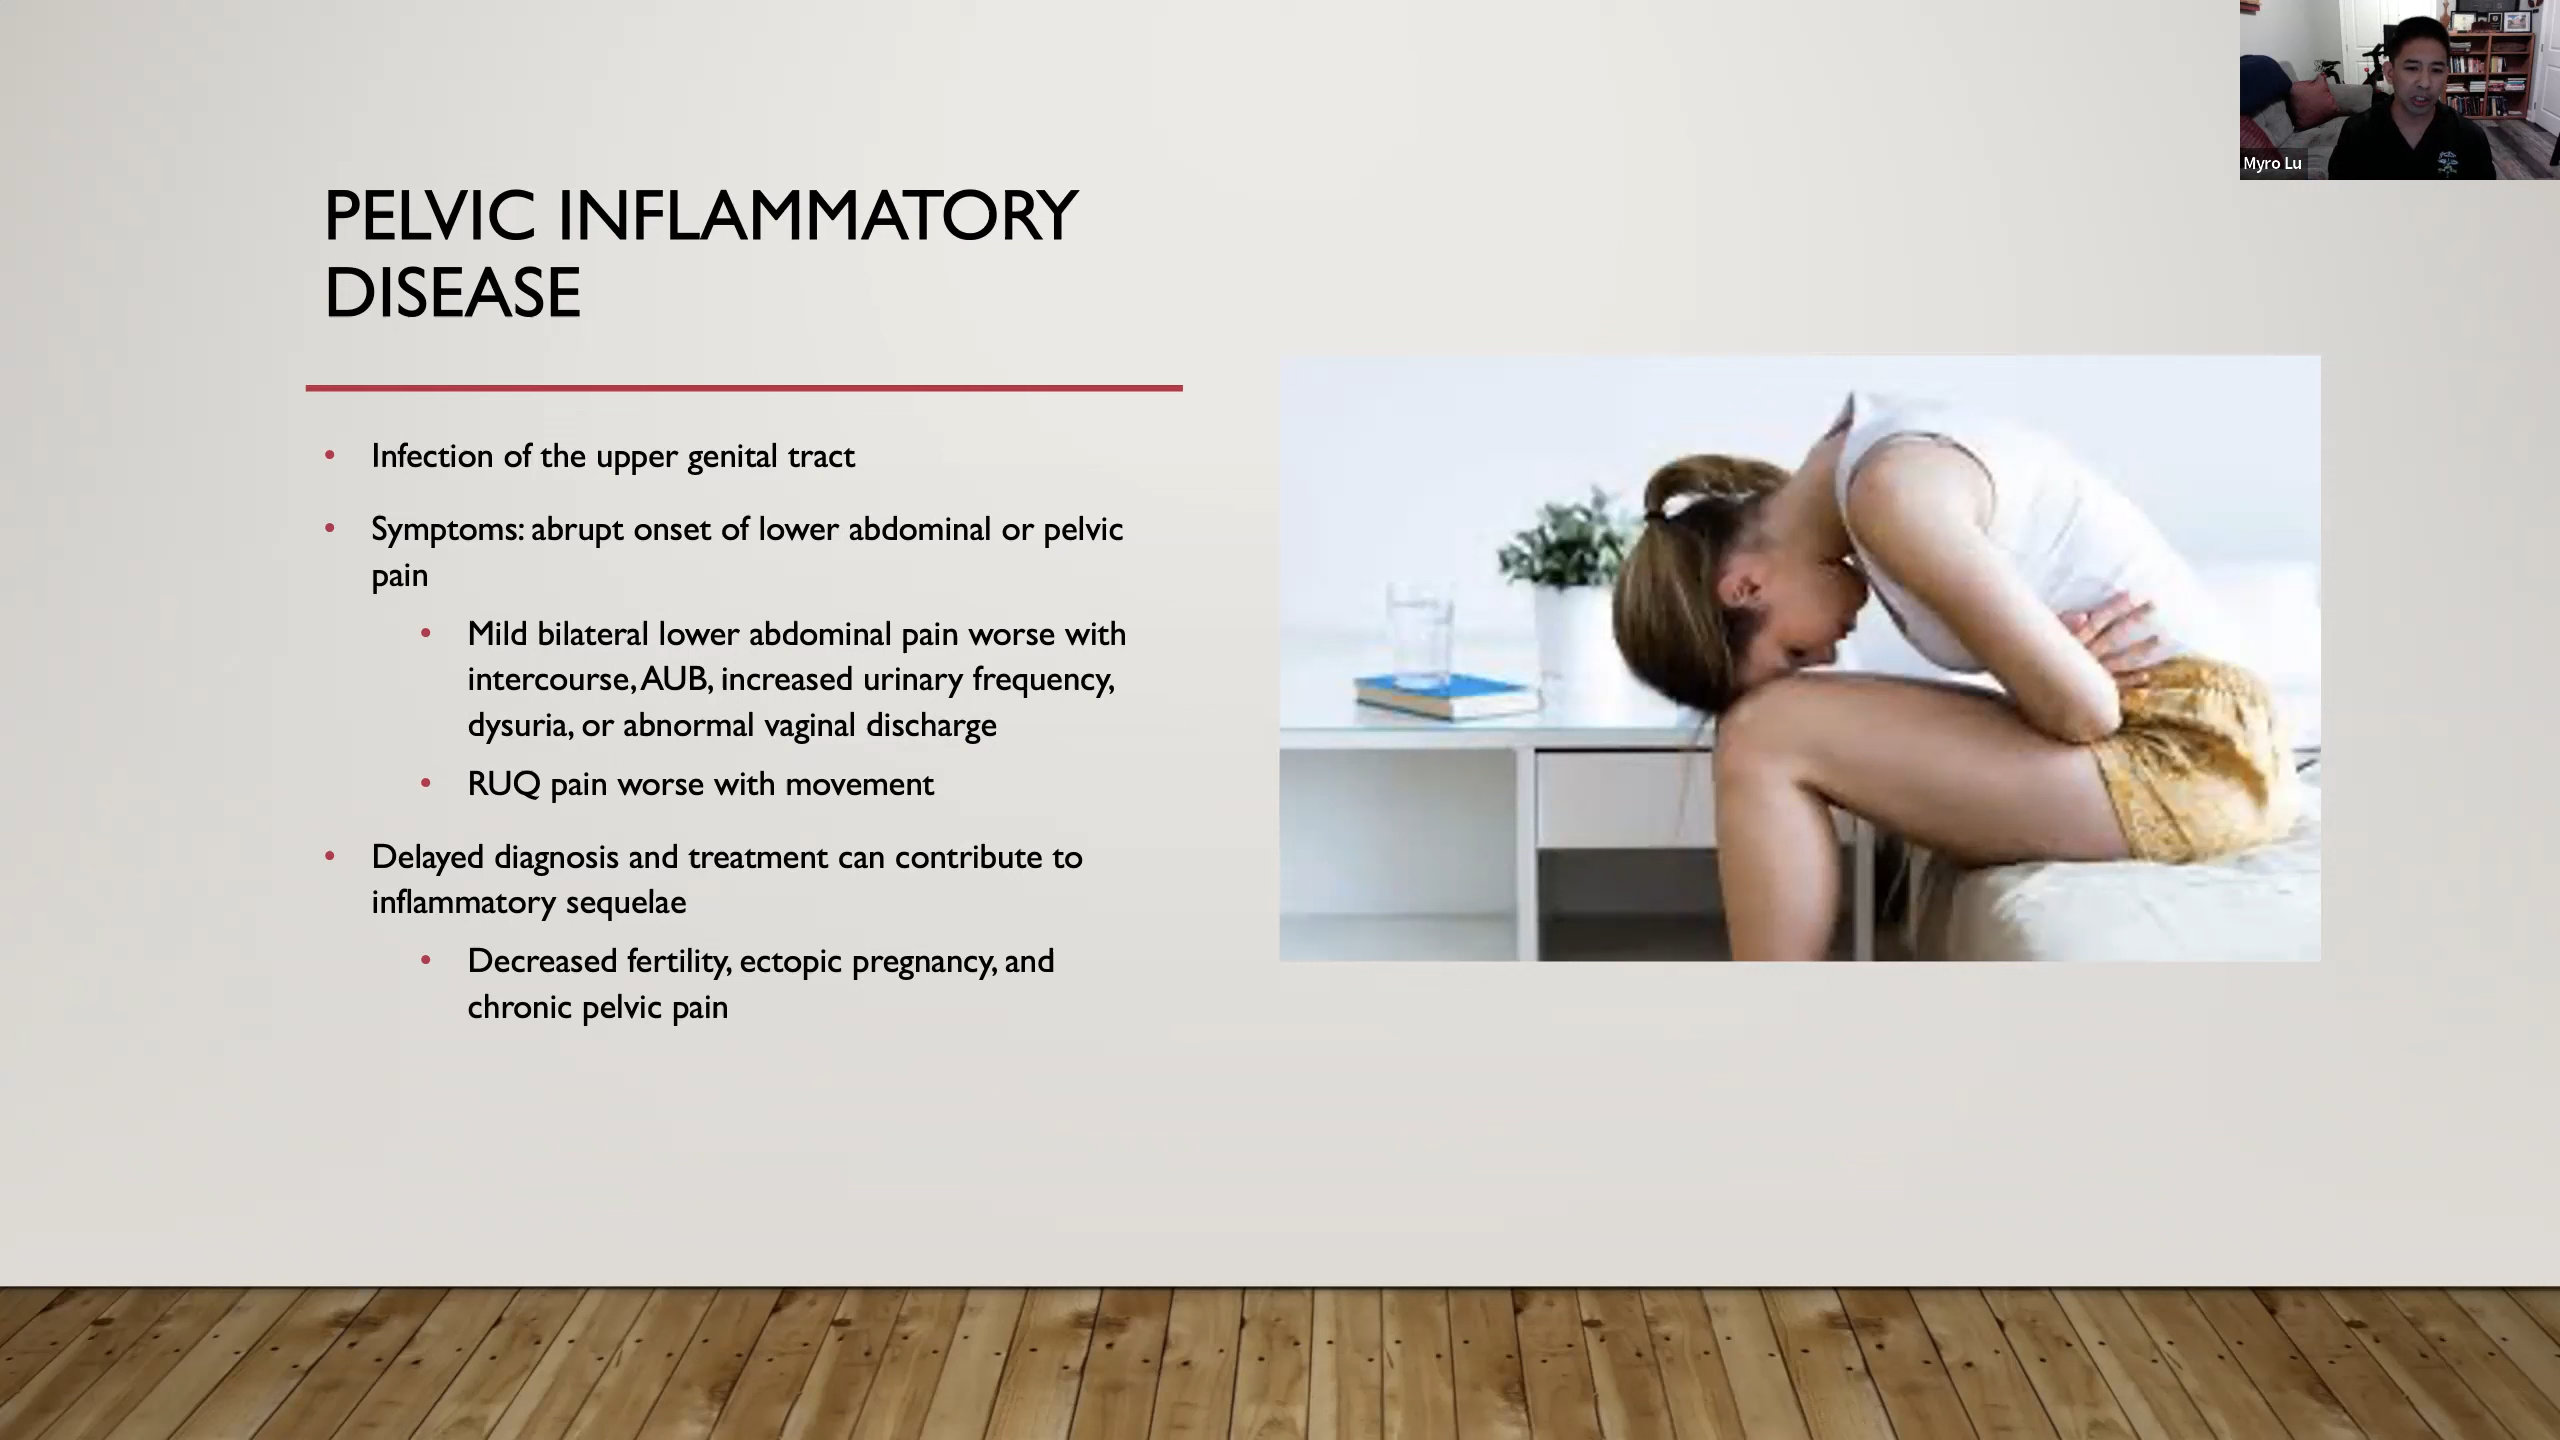 PELVIC INFLAMMATORY
DISEASE
• Infection of the upper genital tract
• Symptoms: abrupt onset of lower abdominal or pelvic
pain
• Mild bilateral lower abdominal pain worse with
intercourse, AUB, increased urinary frequency,
dysuria, or abnormal vaginal discharge
• RUQ pain worse with movement
• Delayed diagnosis and treatment can contribute to
inflammatory sequelae
• Decreased fertility, ectopic pregnancy, and
chronic pelvic pain
Myro Lu